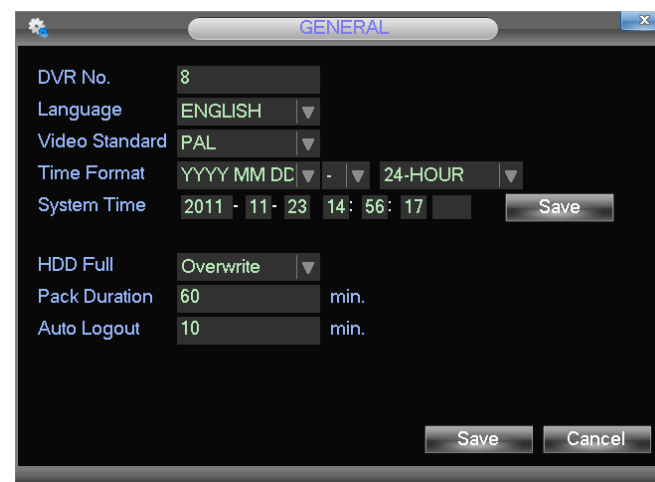 GENERAL
x
DVR No. 8
Language ENGLISH
Video Standard PAL
Time Format YYYY MM DD - 24-HOUR
System Time 2011 - 11 - 23 14 : 56 : 17 Save
HDD Full Overwrite
Pack Duration 60 min.
Auto Logout 10 min.
Save Cancel